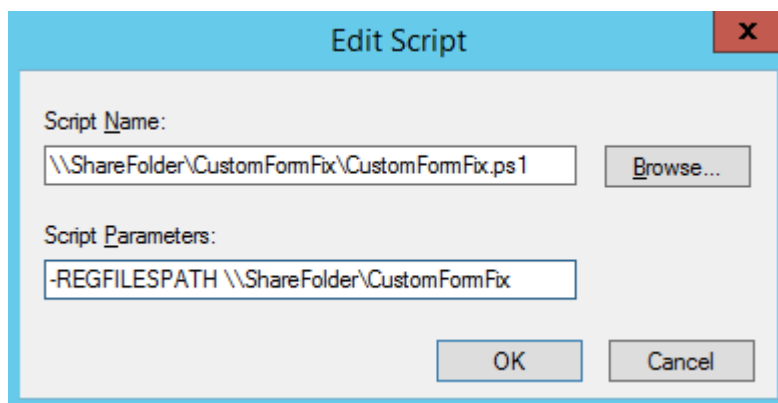 Edit Script
x
Script Name:
\\ShareFolder\CustomFormFix\CustomFormFix.ps1
Browse...
Script Parameters:
-REGFILESPATH \\ShareFolder\CustomFormFix
OK
Cancel